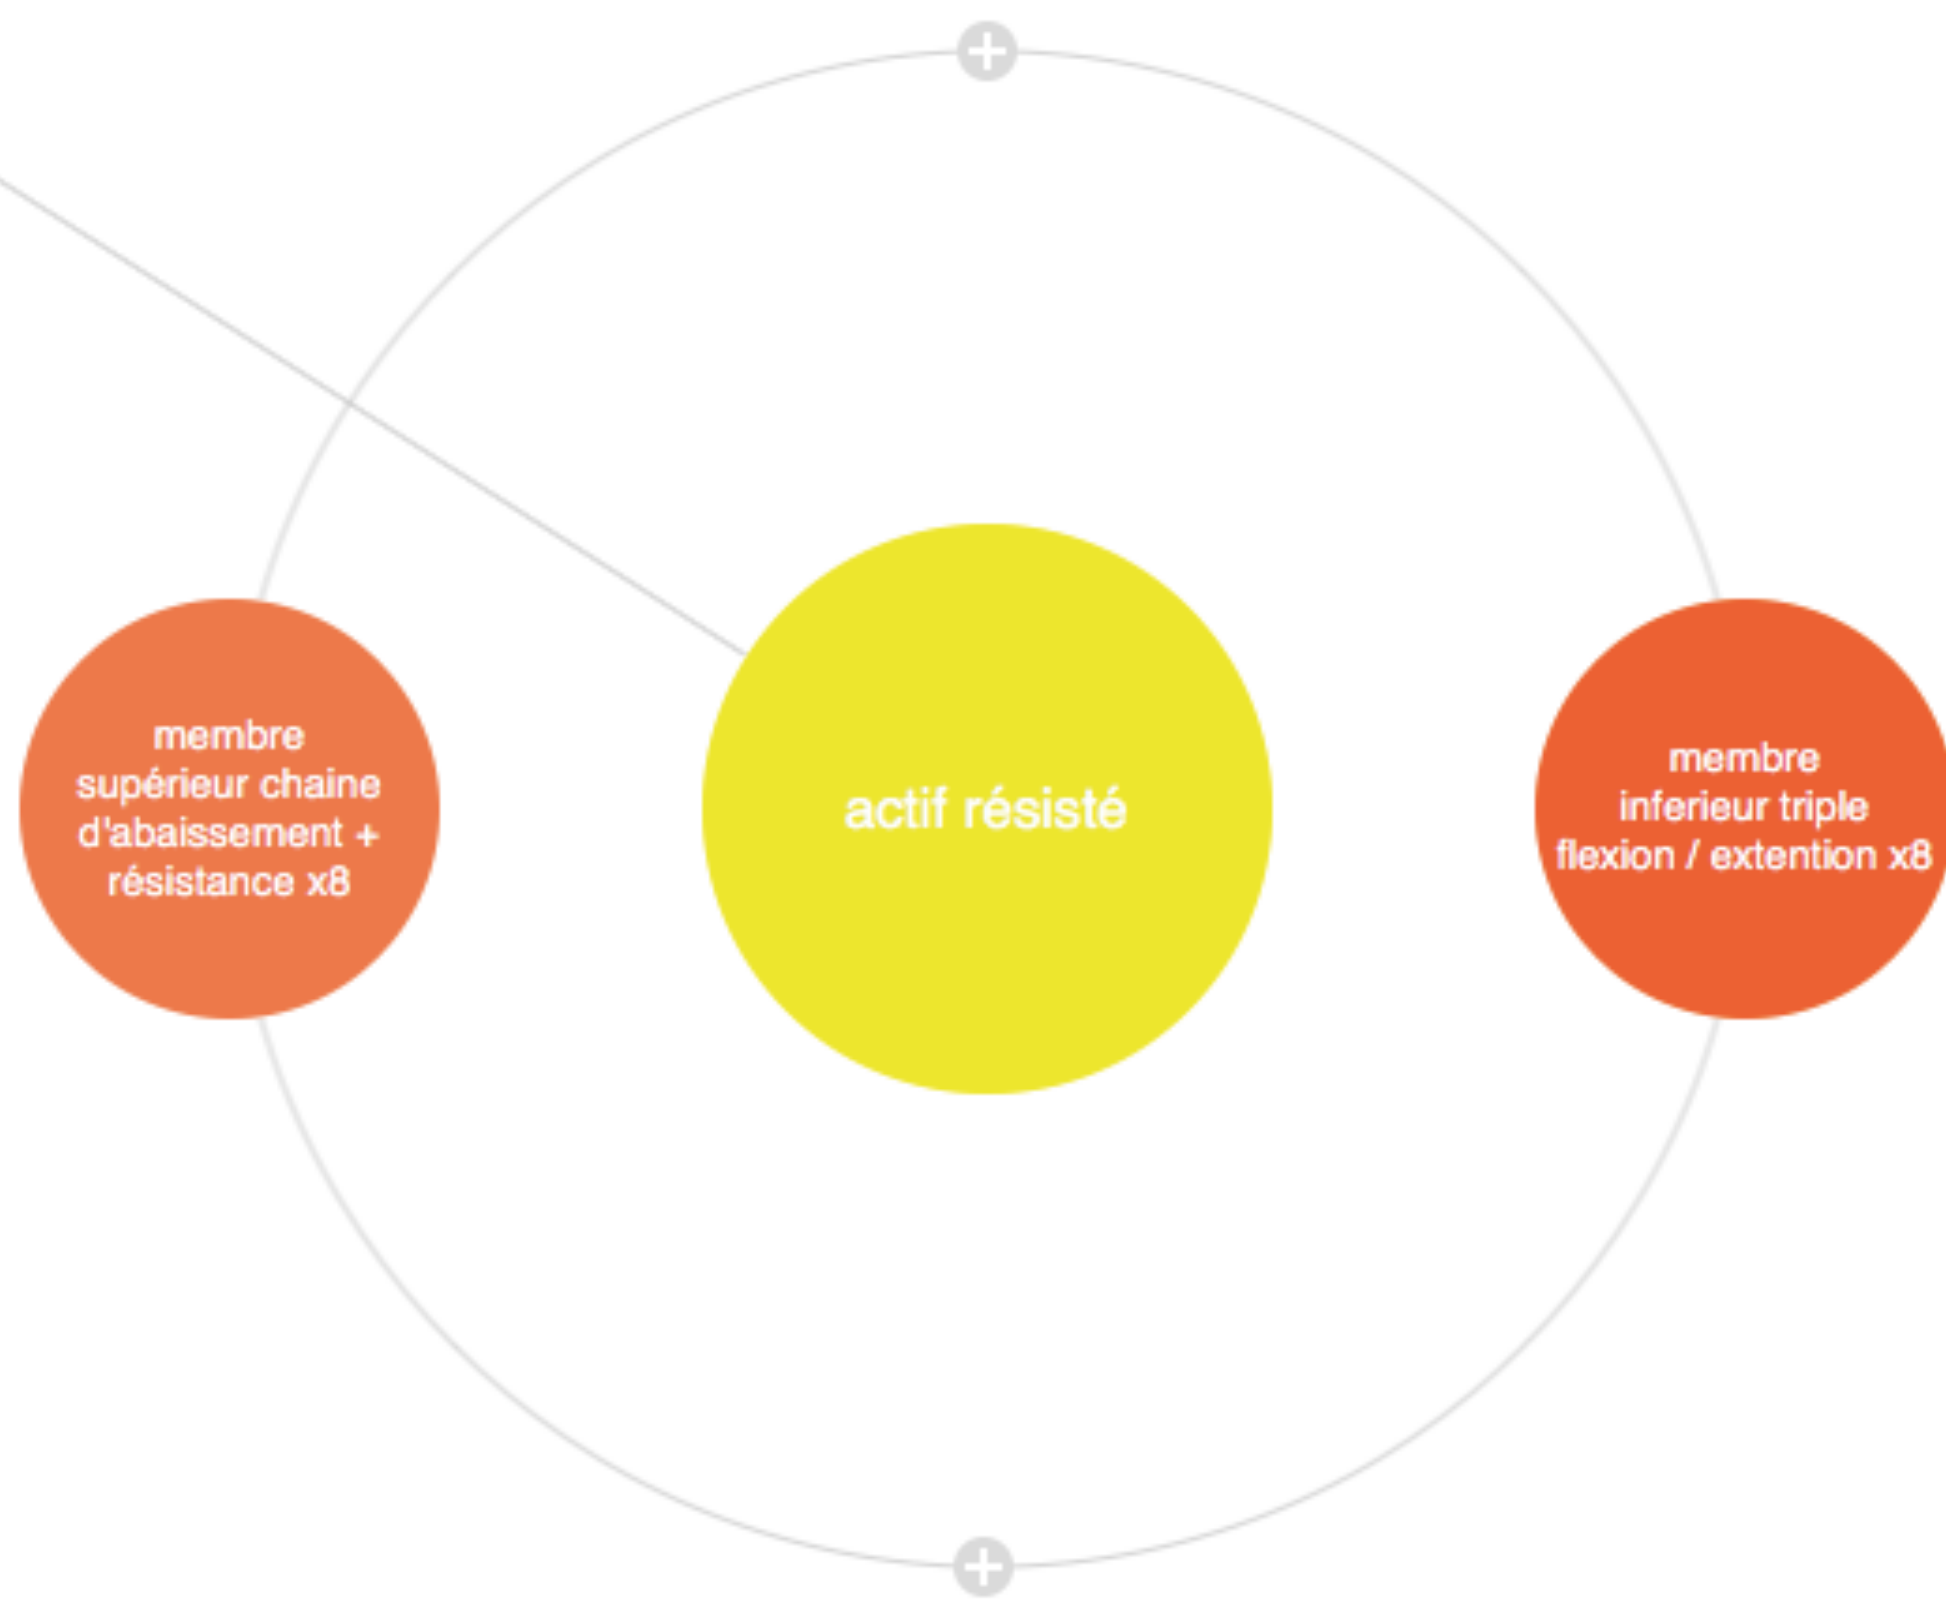 membre
supérieur chaine
d'abaissement +
résistance x8
actif résisté
membre
inferieur triple
flexion / extention x8